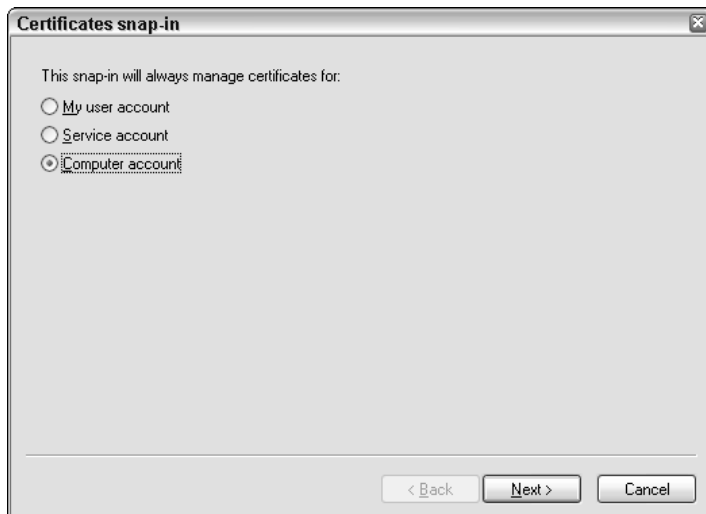 Certificates snap-in
This snap-in will always manage certificates for:
My user account
Service account
Computer account
< Back Next > Cancel